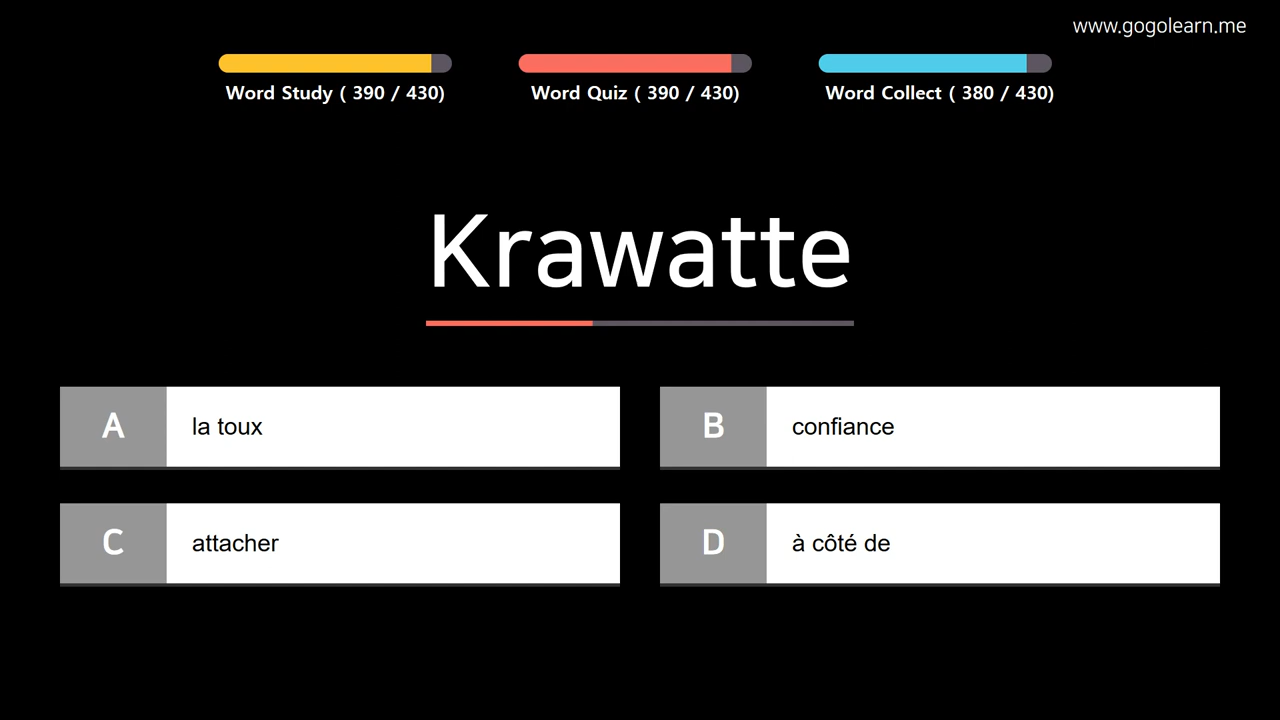 www.gogolearn.me
Word Study ( 390 / 430)
Word Quiz ( 390 / 430)
Word Collect ( 380 / 430)
Krawatte
A
la toux
B
confiance
C
attacher
D
à côté de